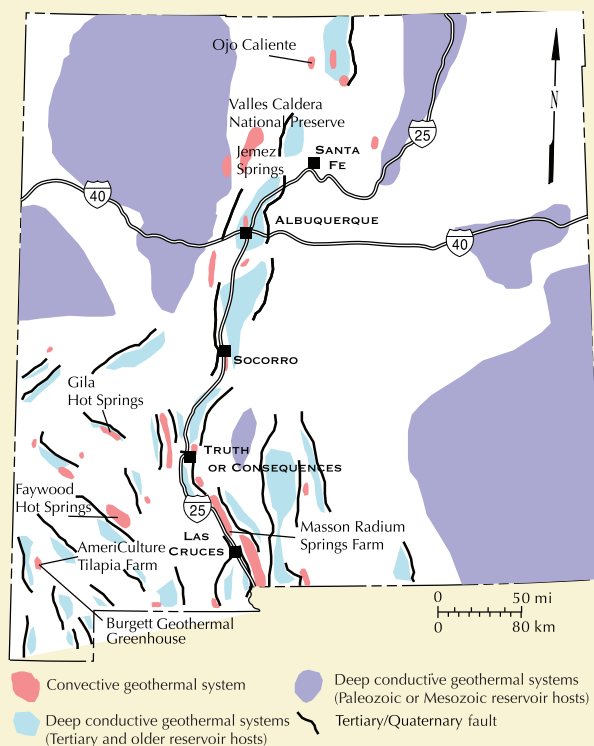 Ojo Caliente
N
Valles Caldera
National Preserve
25
Jemez
Springs
SANTA
FE
40
ALBUQUERQUE
40
SOCORRO
Gila
Hot Springs
TRUTH
OR CONSEQUENCES
Faywood
Hot Springs
25
Masson Radium
Springs Farm
LAS
CRUCES
AmeriCulture
Tilapia Farm
0 50 mi
0 80 km
Burgett Geothermal
Greenhouse
Convective geothermal system
Deep conductive geothermal systems
(Paleozoic or Mesozoic reservoir hosts)
Deep conductive geothermal systems
(Tertiary and older reservoir hosts)
Tertiary/Quaternary fault